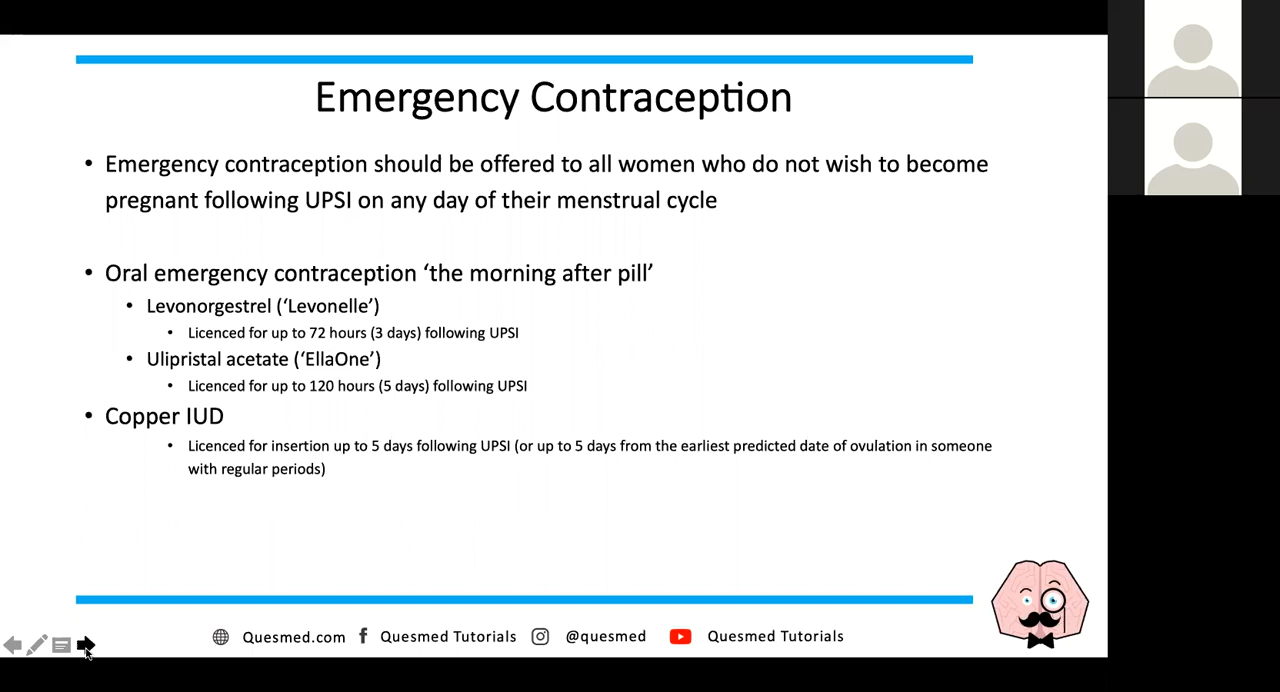 Emergency Contraception
• Emergency contraception should be offered to all women who do not wish to become
pregnant following UPSI on any day of their menstrual cycle
• Oral emergency contraception ‘the morning after pill’
• Levonorgestrel (‘Levonelle’)
• Licenced for up to 72 hours (3 days) following UPSI
• Ulipristal acetate (‘EllaOne’)
• Licenced for up to 120 hours (5 days) following UPSI
• Copper IUD
• Licenced for insertion up to 5 days following UPSI (or up to 5 days from the earliest predicted date of ovulation in someone
with regular periods)
Quesmed.com Quesmed Tutorials @quesmed Quesmed Tutorials